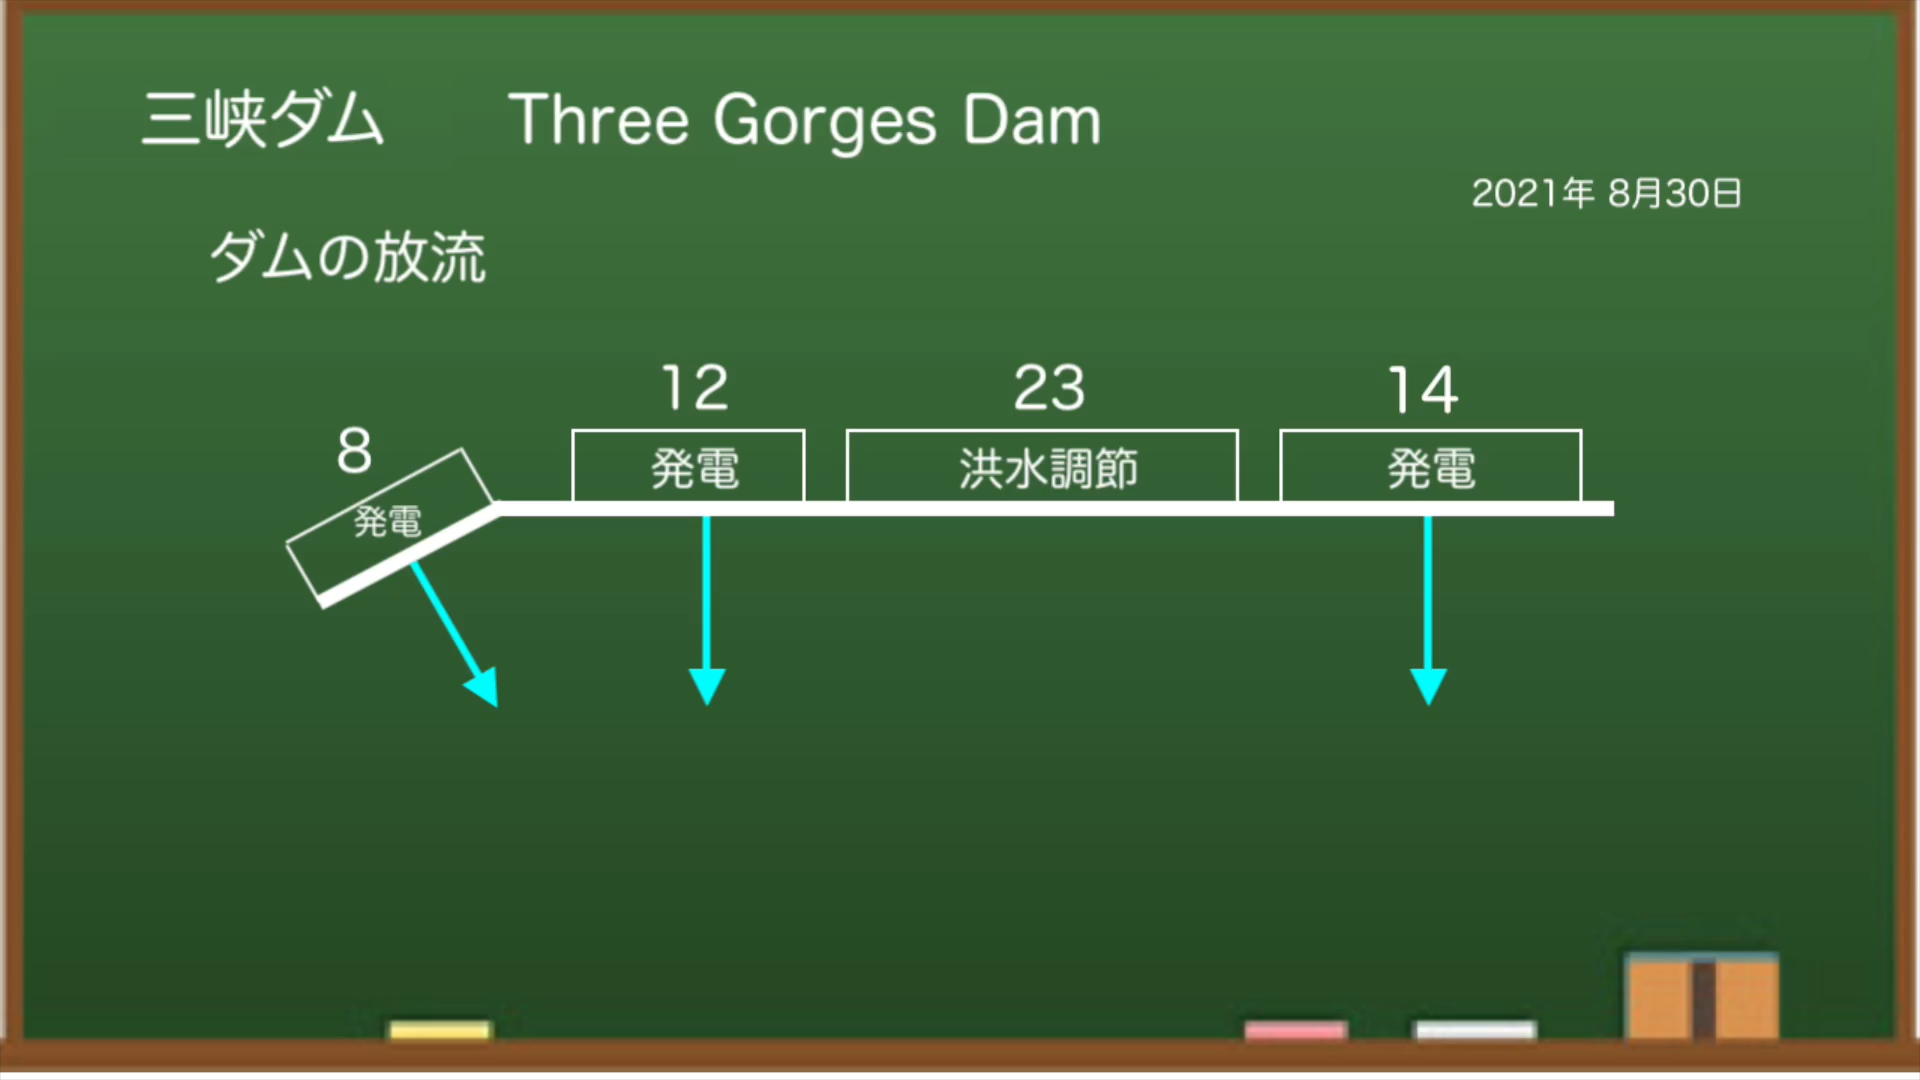 三峡ダム Three Gorges Dam
2021年 8月30日
ダムの放流
8 12 23 14
発電 発電 洪水調節 発電